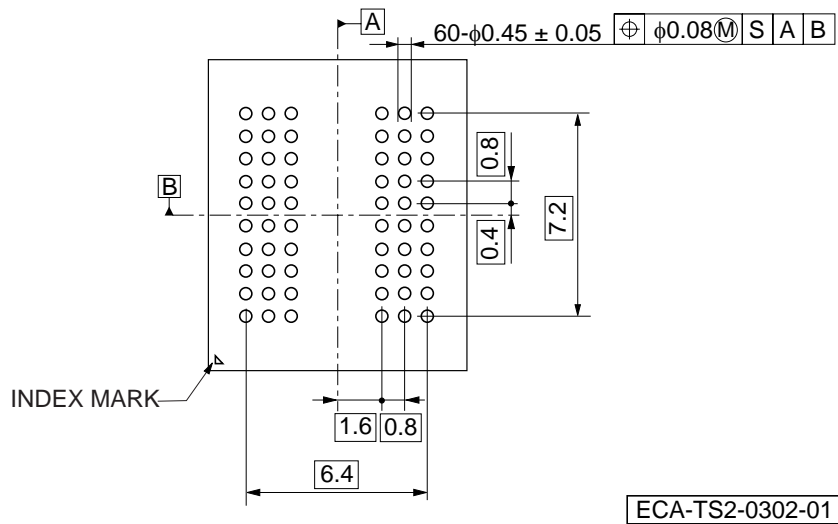 A
60-ϕ0.45 ± 0.05 ⌖ ϕ0.08Ⓜ S A B
0.8
B
0.4
7.2
INDEX MARK
1.6 0.8
6.4
ECA-TS2-0302-01